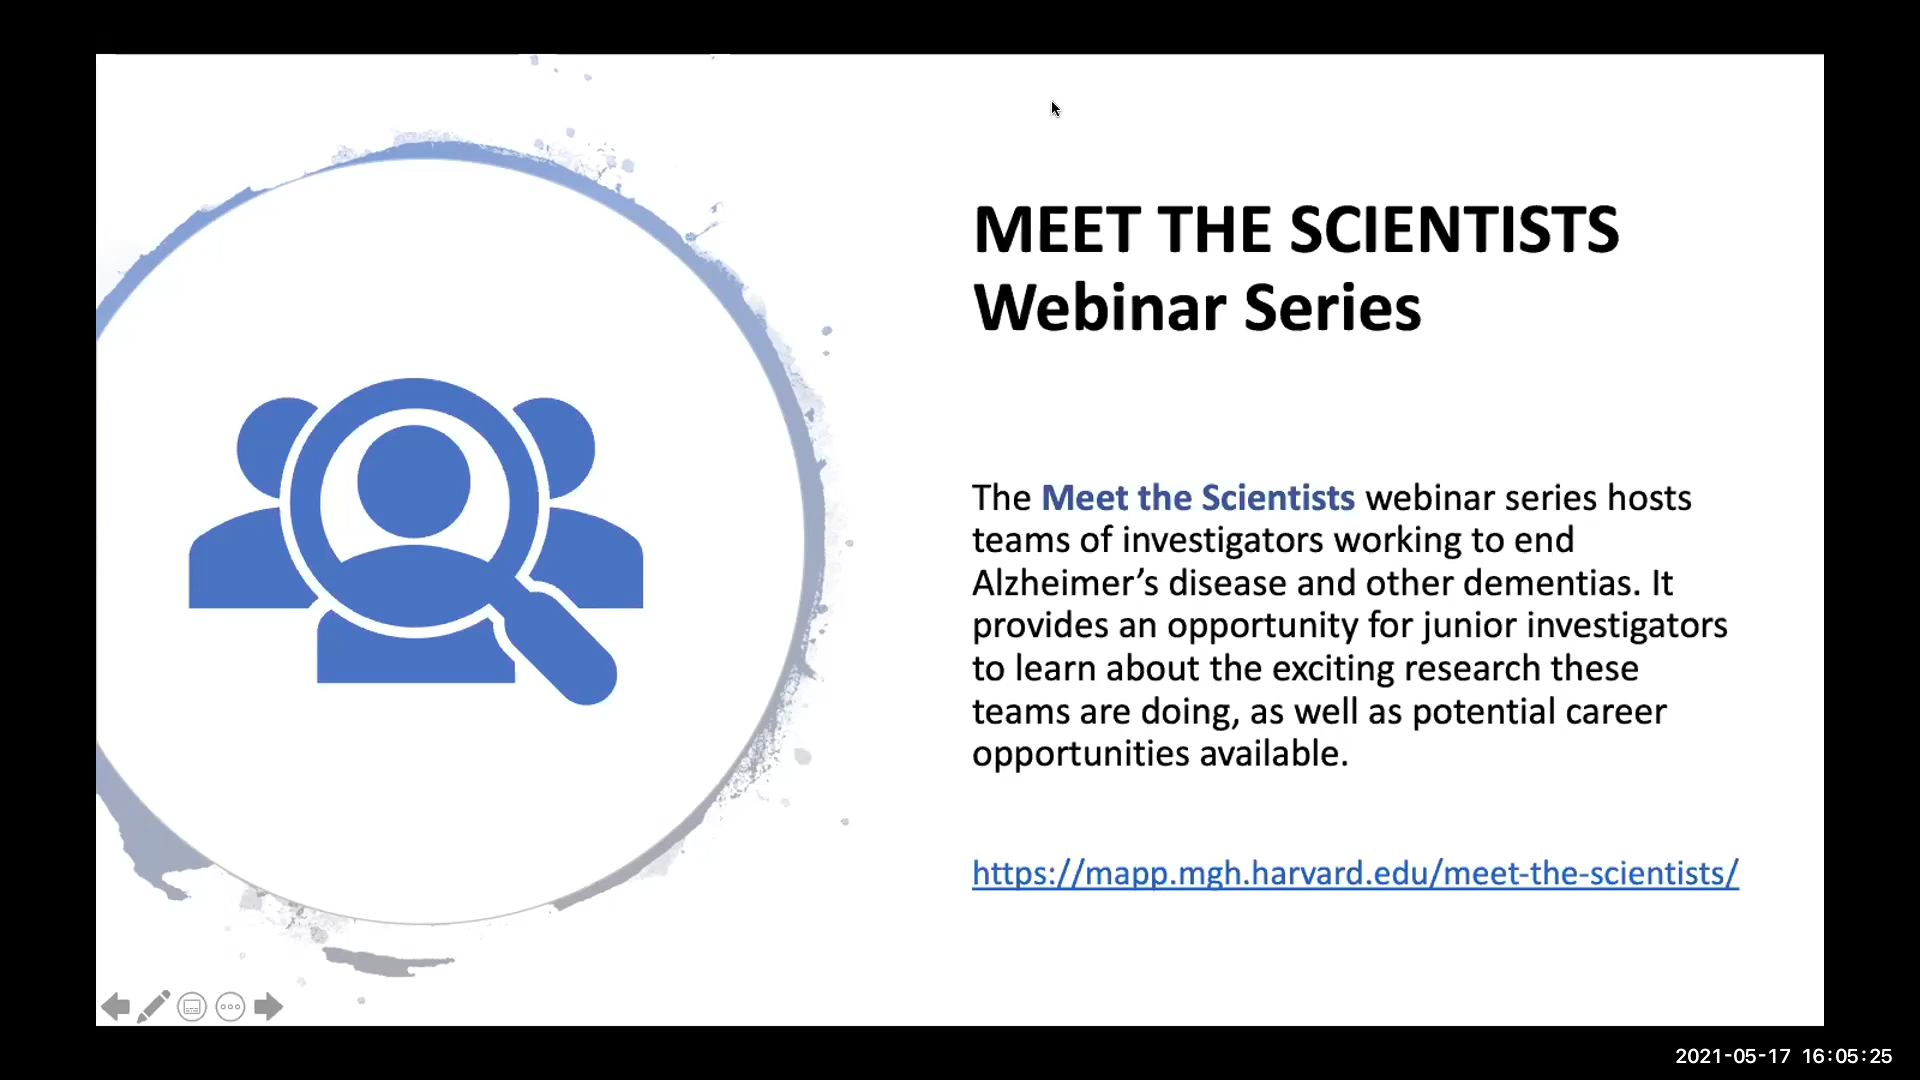 MEET THE SCIENTISTS
Webinar Series
The Meet the Scientists webinar series hosts
teams of investigators working to end
Alzheimer’s disease and other dementias. It
provides an opportunity for junior investigators
to learn about the exciting research these
teams are doing, as well as potential career
opportunities available.
https://mapp.mgh.harvard.edu/meet-the-scientists/
2021-05-17 16:05:25